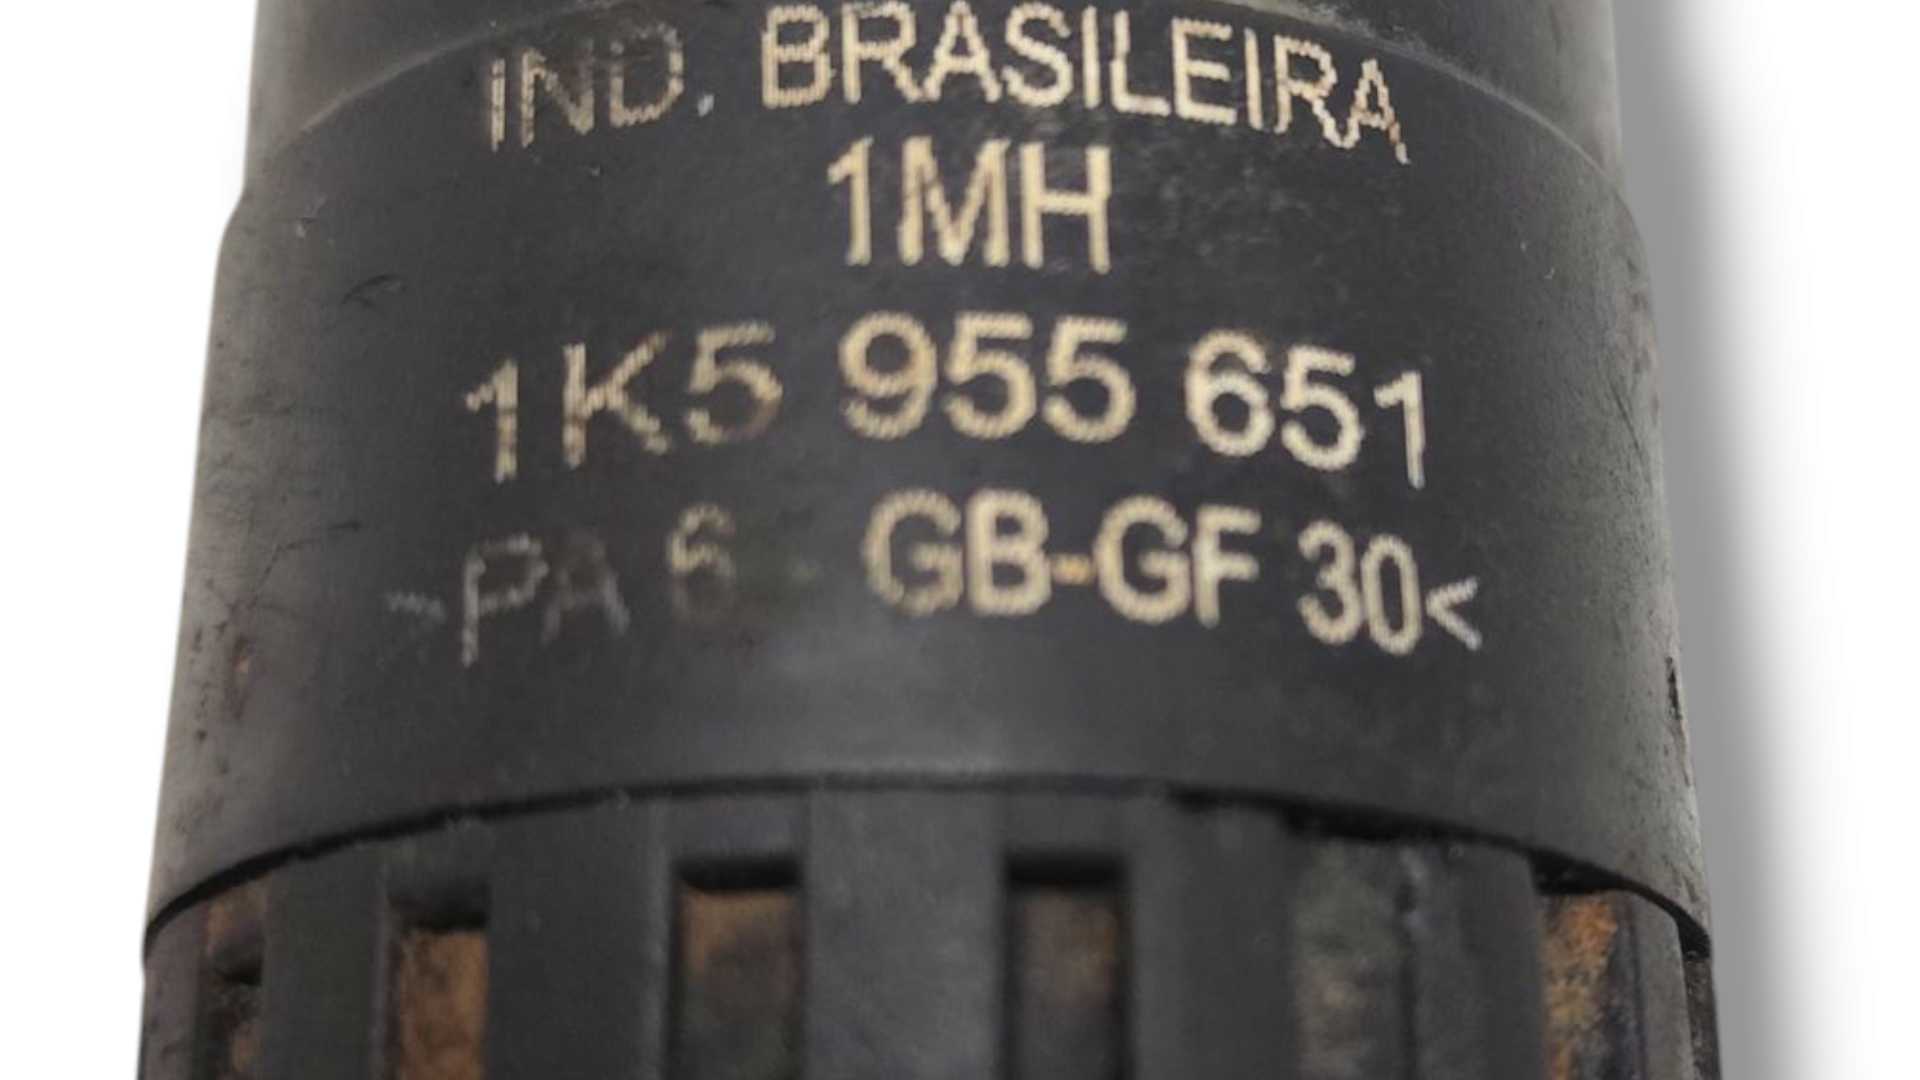 IND. BRASILEIRA
1MH
1K5 955 651
>PA 6 GB-GF 30<